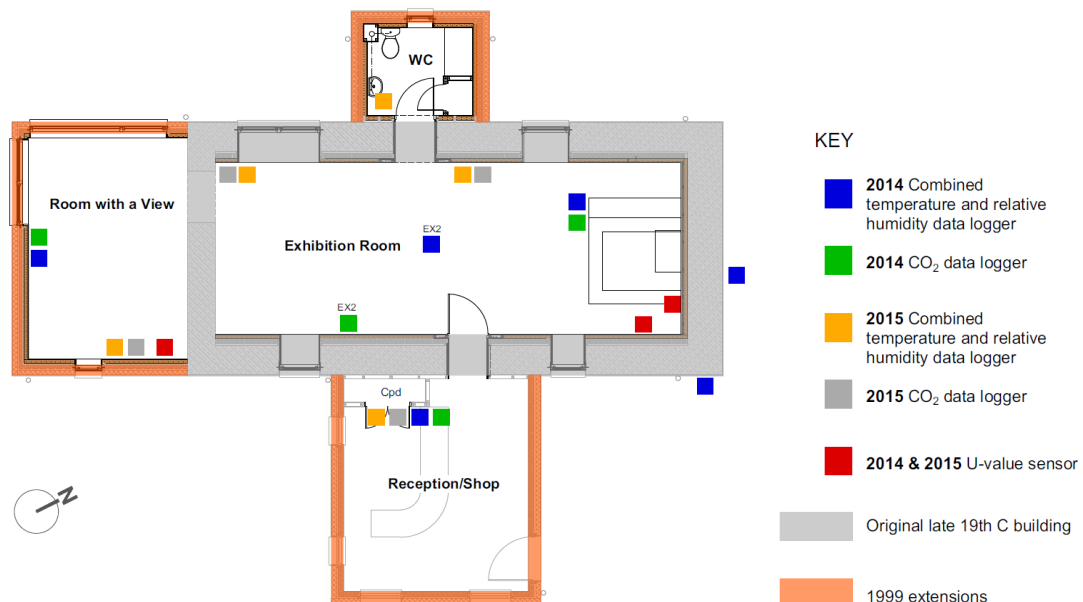 WC
Room with a View
Exhibition Room
EX2
EX2
Cpd
Reception/Shop
N
KEY
2014 Combined
temperature and relative
humidity data logger
2014 CO₂ data logger
2015 Combined
temperature and relative
humidity data logger
2015 CO₂ data logger
2014 & 2015 U-value sensor
Original late 19th C building
1999 extensions